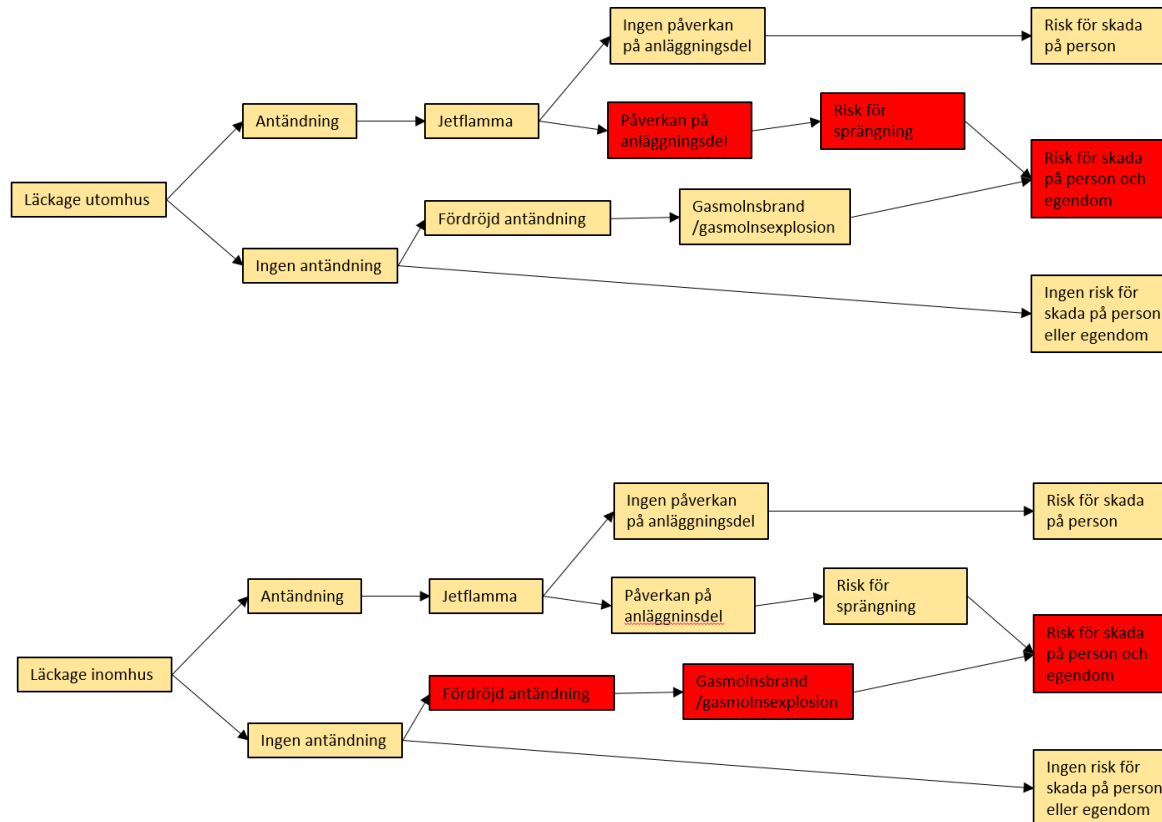 Ingen påverkan
på anläggningsdel
Risk för skada
på person
Antändning
Jetflamma
Påverkan på
anläggningsdel
Risk för
sprängning
Risk för skada
på person och
egendom
Läckage utomhus
Fördröjd antändning
Gasmolnsbrand
/gasmolnsexplosion
Ingen antändning
Ingen risk för
skada på person
eller egendom
Ingen påverkan
på anläggningsdel
Risk för skada
på person
Antändning
Jetflamma
Påverkan på
anläggninsdel
Risk för
sprängning
Risk för skada
på person och
egendom
Läckage inomhus
Fördröjd antändning
Gasmolnsbrand
/gasmolnsexplosion
Ingen antändning
Ingen risk för
skada på person
eller egendom